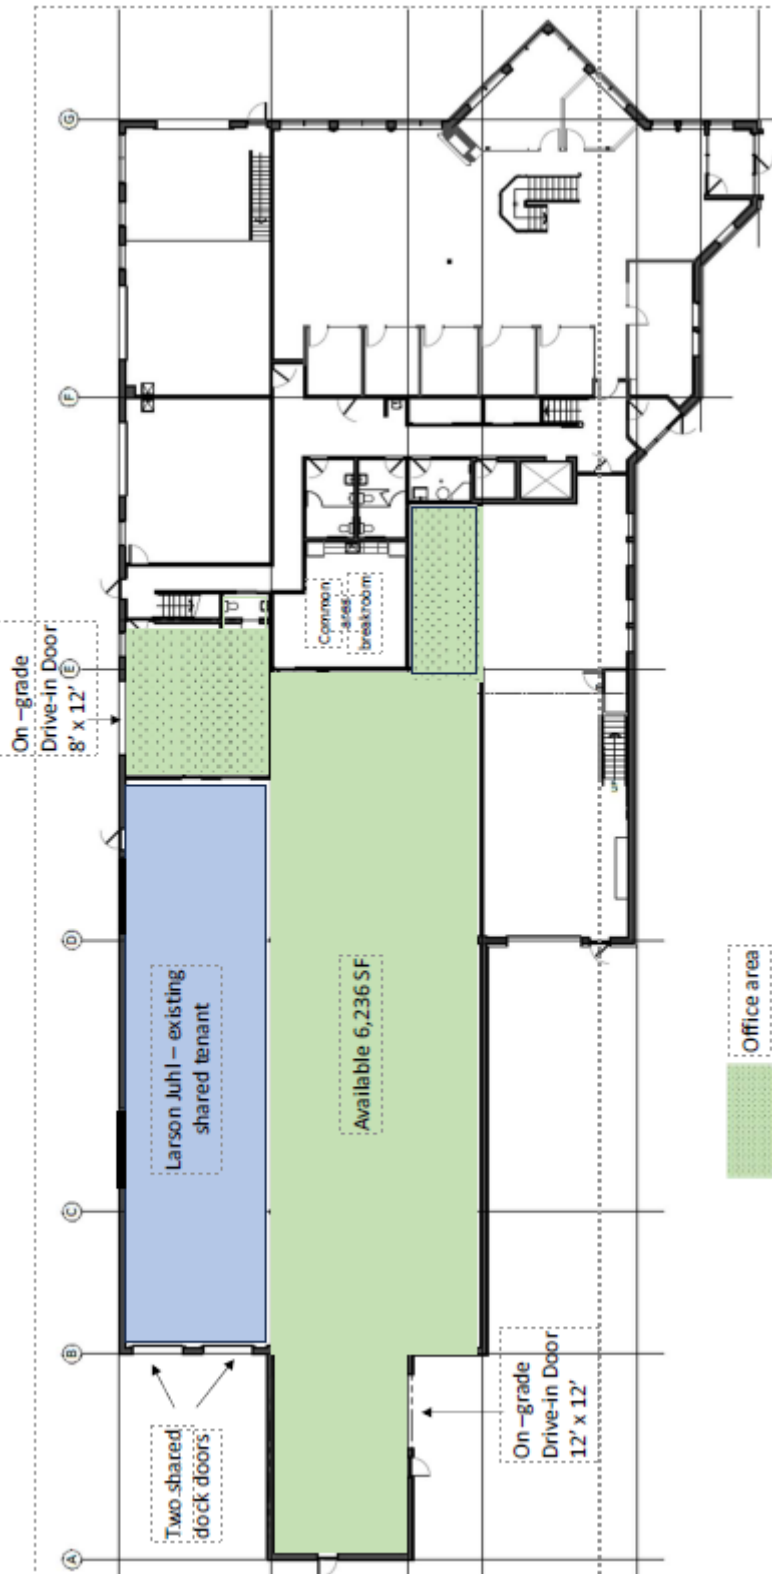 G
F
Common
area
breakroom
On –grade
Drive-in Door
8' x 12'
E
D
Larson Juhl – existing
shared tenant
Available 6,236 SF
Office area
C
B
Two shared
dock doors
On –grade
Drive-in Door
12' x 12'
A